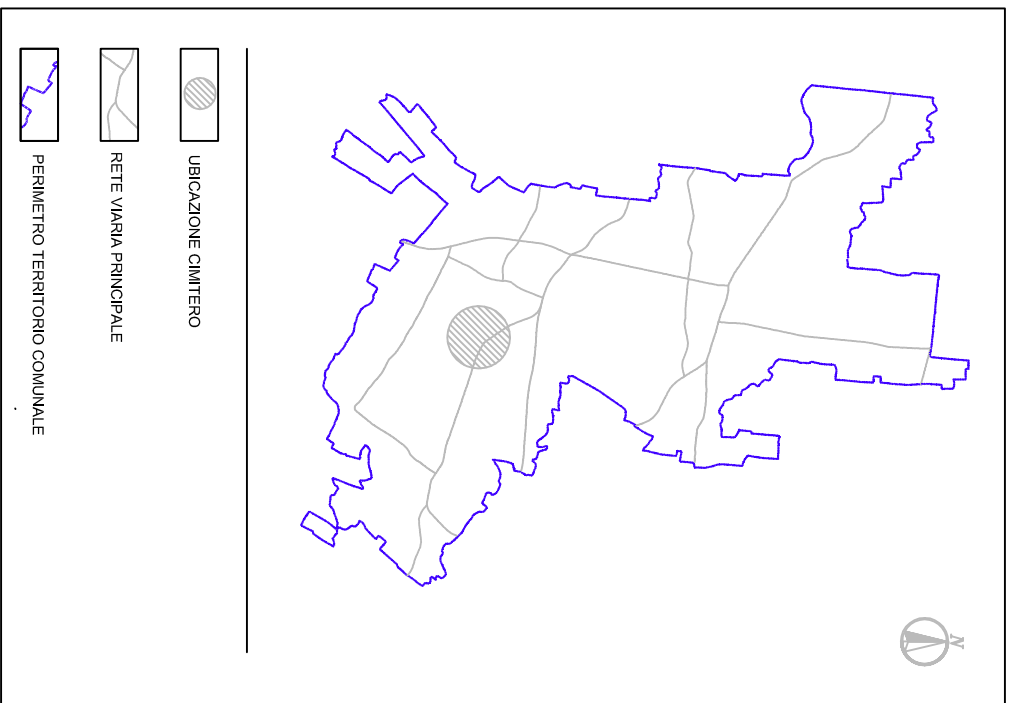 N
UBICAZIONE CIMITERO
RETE VIARIA PRINCIPALE
PERIMETRO TERRITORIO COMUNALE